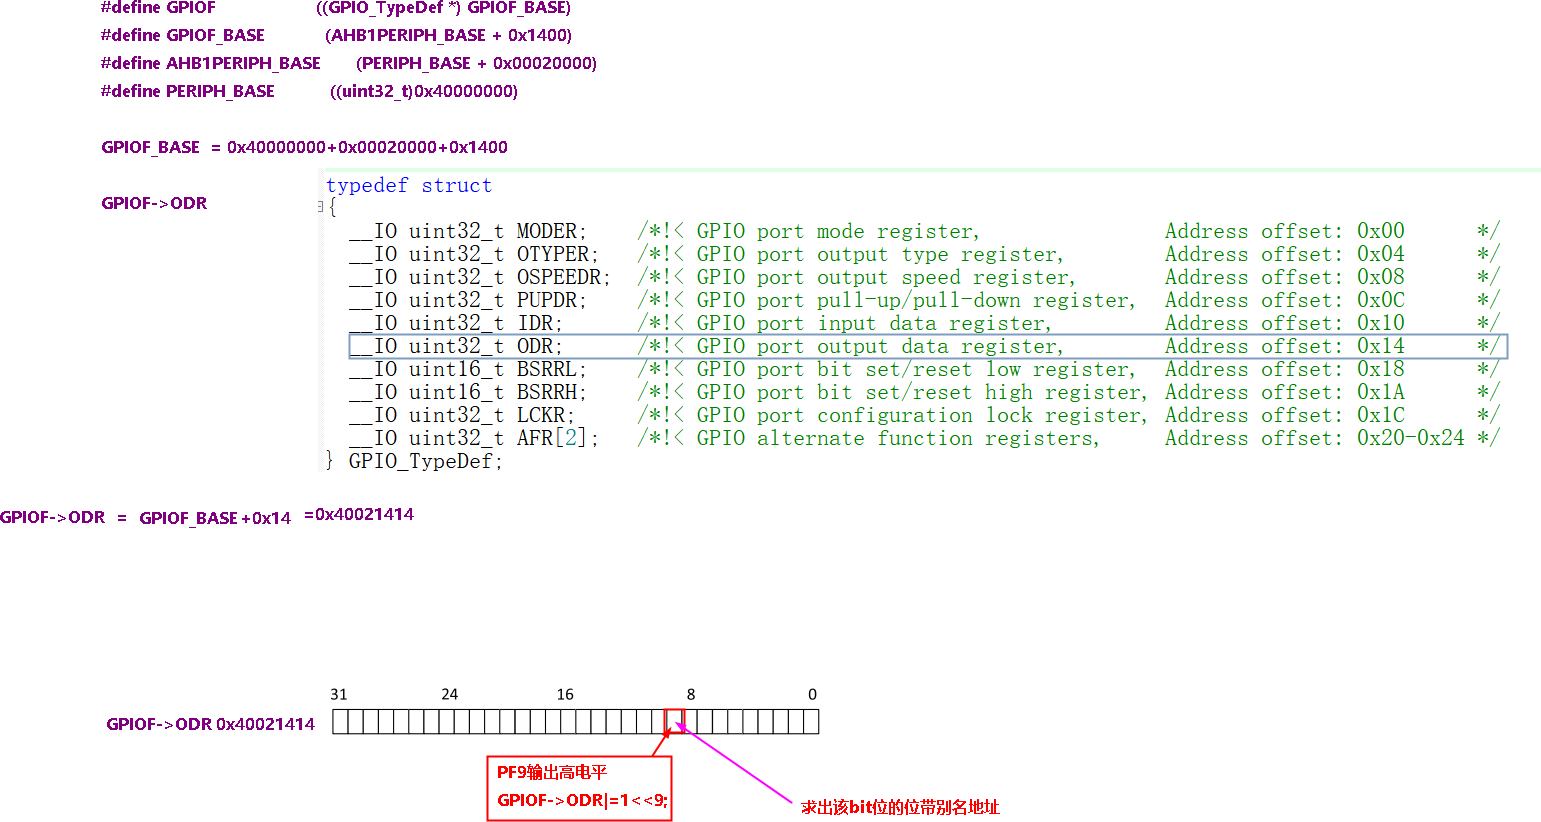 #define GPIOF ((GPIO_TypeDef *) GPIOF_BASE)
#define GPIOF_BASE (AHB1PERIPH_BASE + 0x1400)
#define AHB1PERIPH_BASE (PERIPH_BASE + 0x00020000)
#define PERIPH_BASE ((uint32_t)0x40000000)
GPIOF_BASE = 0x40000000+0x00020000+0x1400
GPIOF->ODR
typedef struct
{
__IO uint32_t MODER; /*!< GPIO port mode register, Address offset: 0x00 */
__IO uint32_t OTYPER; /*!< GPIO port output type register, Address offset: 0x04 */
__IO uint32_t OSPEEDR; /*!< GPIO port output speed register, Address offset: 0x08 */
__IO uint32_t PUPDR; /*!< GPIO port pull-up/pull-down register, Address offset: 0x0C */
__IO uint32_t IDR; /*!< GPIO port input data register, Address offset: 0x10 */
__IO uint32_t ODR; /*!< GPIO port output data register, Address offset: 0x14 */
__IO uint16_t BSRRL; /*!< GPIO port bit set/reset low register, Address offset: 0x18 */
__IO uint16_t BSRRH; /*!< GPIO port bit set/reset high register, Address offset: 0x1A */
__IO uint32_t LCKR; /*!< GPIO port configuration lock register, Address offset: 0x1C */
__IO uint32_t AFR[2]; /*!< GPIO alternate function registers, Address offset: 0x20-0x24 */
} GPIO_TypeDef;
GPIOF->ODR = GPIOF_BASE+0x14 =0x40021414
31 24 16 8 0
GPIOF->ODR 0x40021414
PF9输出高电平
GPIOF->ODR|=1<<9;
求出该bit位的位带别名地址